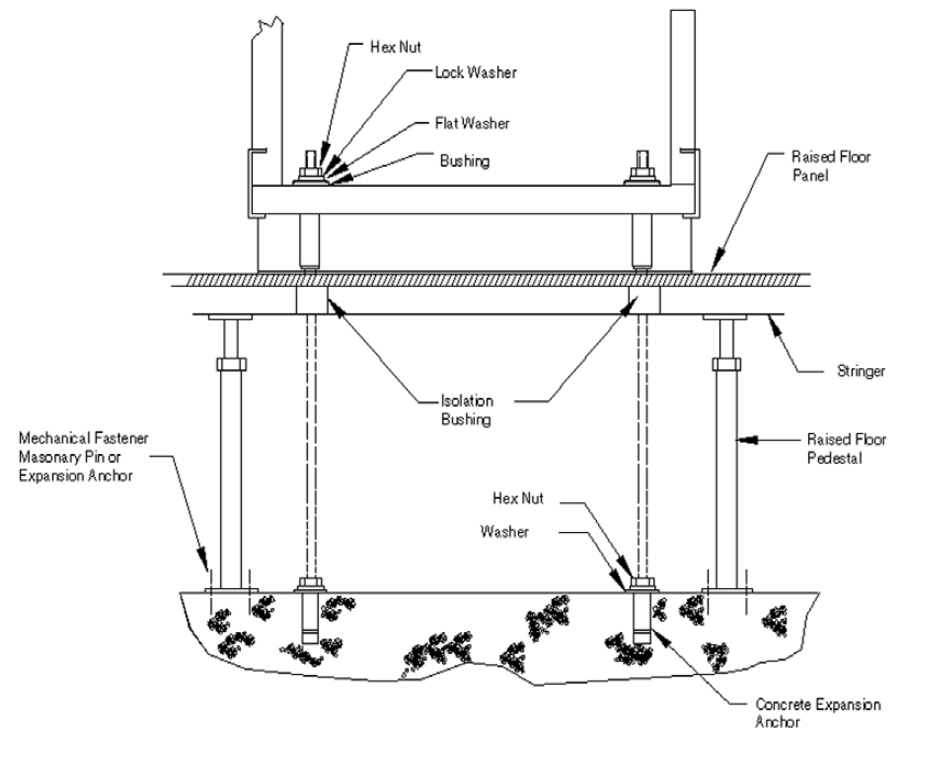 Hex Nut
Lock Washer
Flat Washer
Bushing
Raised Floor
Panel
Stringer
Isolation
Bushing
Mechanical Fastener
Masonary Pin or
Expansion Anchor
Raised Floor
Pedestal
Hex Nut
Washer
Concrete Expansion
Anchor